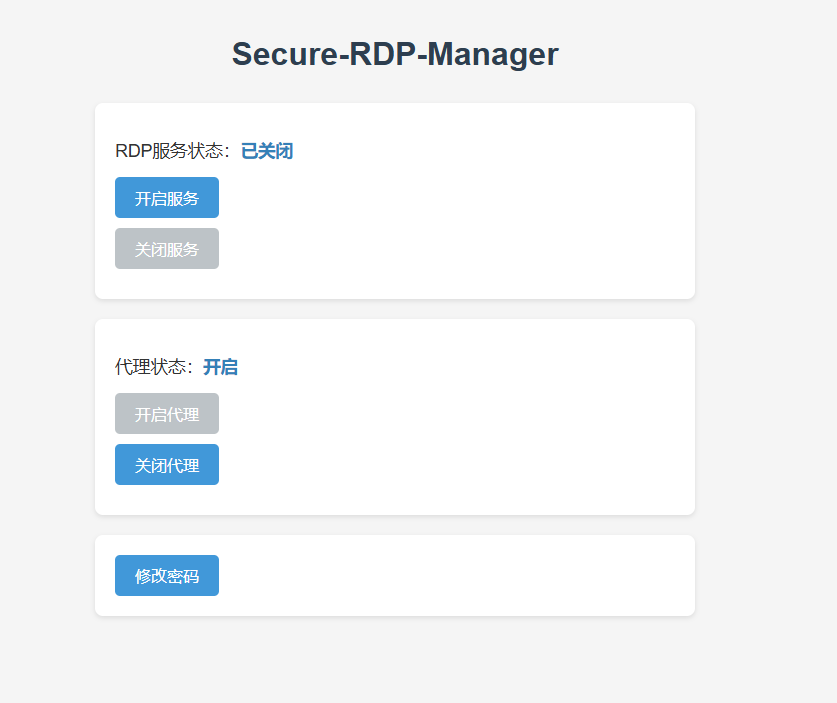 Secure-RDP-Manager
RDP服务状态：已关闭
开启服务
关闭服务
代理状态：开启
开启代理
关闭代理
修改密码